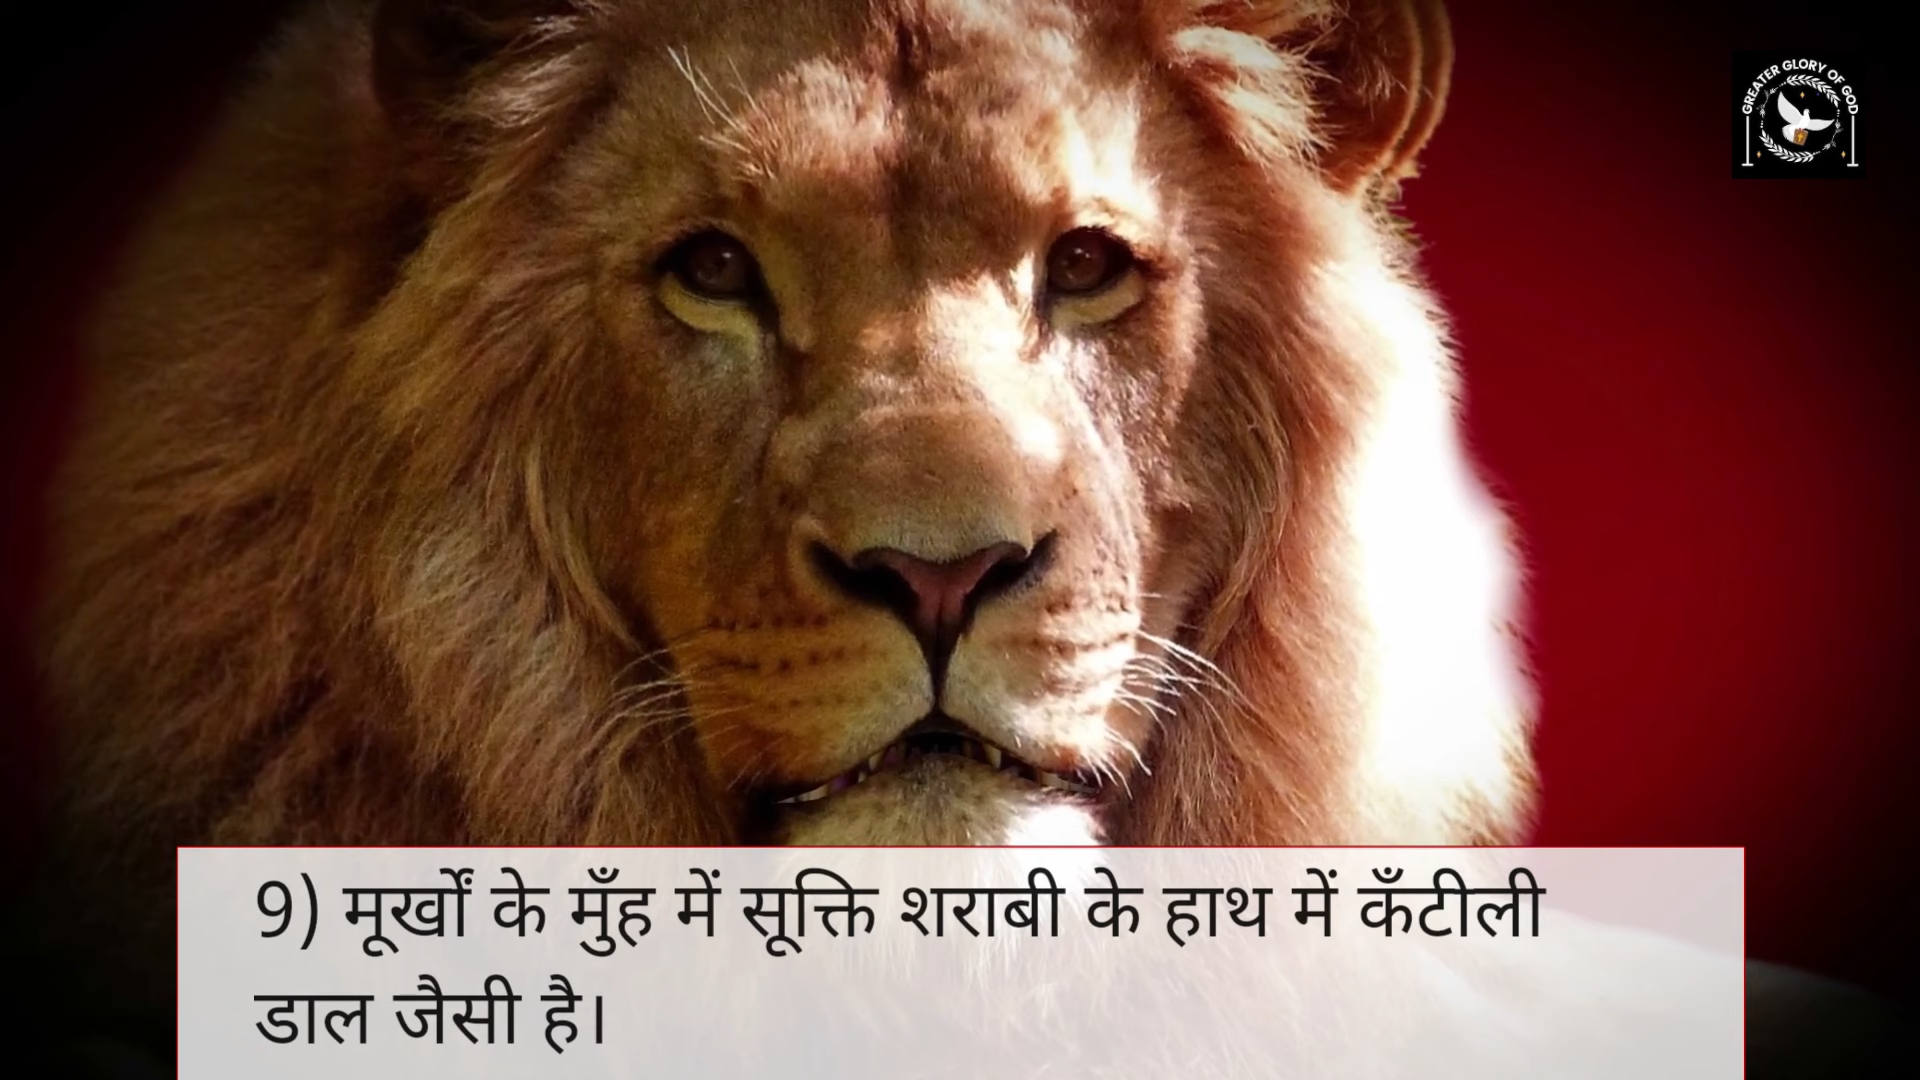 GREATER GLORY OF GOD
9) मूर्खों के मुँह में सूक्ति शराबी के हाथ में कँटीली
डाल जैसी है।